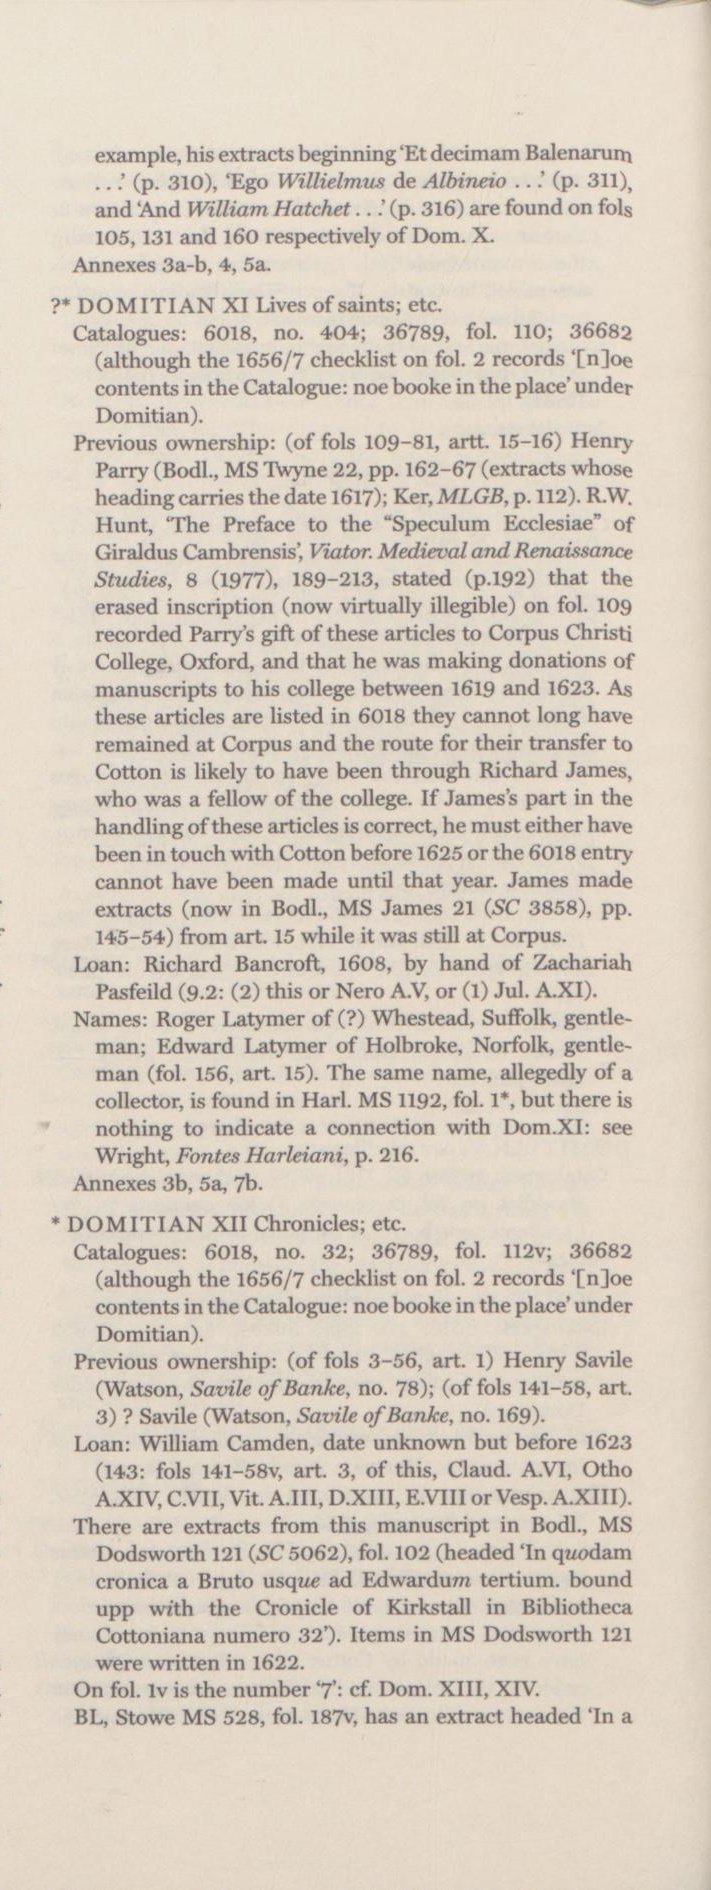 example, his extracts beginning ‘Et decimam Balenarum
. . .’ (p. 310), ‘Ego Willielmus de Albineio . . .’ (p. 311),
and ‘And William Hatchet . . .’ (p. 316) are found on fols
105, 131 and 160 respectively of Dom. X.
Annexes 3a-b, 4, 5a.
?* DOMITIAN XI Lives of saints; etc.
Catalogues: 6018, no. 404; 36789, fol. 110; 36682
(although the 1656/7 checklist on fol. 2 records ‘[n]oe
contents in the Catalogue: noe booke in the place’ under
Domitian).
Previous ownership: (of fols 109–81, artt. 15–16) Henry
Parry (Bodl., MS Twyne 22, pp. 162–67 (extracts whose
heading carries the date 1617); Ker, MLGB, p. 112). R.W.
Hunt, ‘The Preface to the “Speculum Ecclesiae” of
Giraldus Cambrensis’, Viator. Medieval and Renaissance
Studies, 8 (1977), 189–213, stated (p.192) that the
erased inscription (now virtually illegible) on fol. 109
recorded Parry’s gift of these articles to Corpus Christi
College, Oxford, and that he was making donations of
manuscripts to his college between 1619 and 1623. As
these articles are listed in 6018 they cannot long have
remained at Corpus and the route for their transfer to
Cotton is likely to have been through Richard James,
who was a fellow of the college. If James’s part in the
handling of these articles is correct, he must either have
been in touch with Cotton before 1625 or the 6018 entry
cannot have been made until that year. James made
extracts (now in Bodl., MS James 21 (SC 3858), pp.
145–54) from art. 15 while it was still at Corpus.
Loan: Richard Bancroft, 1608, by hand of Zachariah
Pasfeild (9.2: (2) this or Nero A.V, or (1) Jul. A.XI).
Names: Roger Latymer of (?) Whestead, Suffolk, gentle-
man; Edward Latymer of Holbroke, Norfolk, gentle-
man (fol. 156, art. 15). The same name, allegedly of a
collector, is found in Harl. MS 1192, fol. 1*, but there is
nothing to indicate a connection with Dom.XI: see
Wright, Fontes Harleiani, p. 216.
Annexes 3b, 5a, 7b.
* DOMITIAN XII Chronicles; etc.
Catalogues: 6018, no. 32; 36789, fol. 112v; 36682
(although the 1656/7 checklist on fol. 2 records ‘[n]oe
contents in the Catalogue: noe booke in the place’ under
Domitian).
Previous ownership: (of fols 3–56, art. 1) Henry Savile
(Watson, Savile of Banke, no. 78); (of fols 141–58, art.
3) ? Savile (Watson, Savile of Banke, no. 169).
Loan: William Camden, date unknown but before 1623
(143: fols 141–58v, art. 3, of this, Claud. A.VI, Otho
A.XIV, C.VII, Vit. A.III, D.XIII, E.VIII or Vesp. A.XIII).
There are extracts from this manuscript in Bodl., MS
Dodsworth 121 (SC 5062), fol. 102 (headed ‘In quodam
cronica a Bruto usque ad Edwardum tertium. bound
upp with the Cronicle of Kirkstall in Bibliotheca
Cottoniana numero 32’). Items in MS Dodsworth 121
were written in 1622.
On fol. 1v is the number ‘7’: cf. Dom. XIII, XIV.
BL, Stowe MS 528, fol. 187v, has an extract headed ‘In a